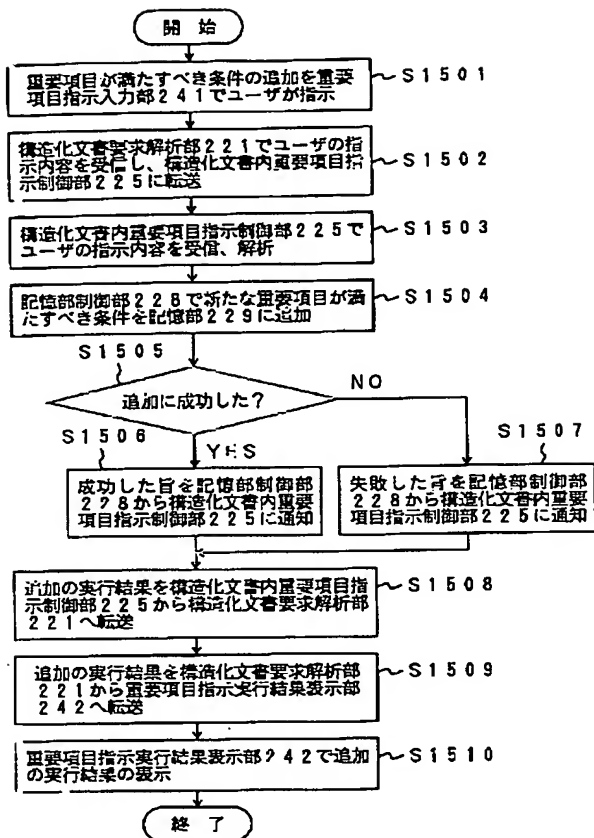 開 始
重要項目が満たすべき条件の追加を重要
項目指示入力部241でユーザが指示
S1501
構造化文書要求解析部221でユーザの指
示内容を受信し、構造化文書内重要項目指
示制御部225に転送
S1502
構造化文書内重要項目指示制御部225で
ユーザの指示内容を受信、解析
S1503
記憶部制御部228で新たな重要項目が満
たすべき条件を記憶部229に追加
S1504
S1505
追加に成功した?
NO
YES
S1506
成功した旨を記憶部制御部
228から構造化文書内重要
項目指示制御部225に通知
S1507
失敗した旨を記憶部制御部
228から構造化文書内重要
項目指示制御部225に通知
追加の実行結果を構造化文書内重要項目指
示制御部225から構造化文書要求解析部
221へ転送
S1508
追加の実行結果を構造化文書要求解析部
221から重要項目指示実行結果表示部
242へ転送
S1509
重要項目指示実行結果表示部242で追加
の実行結果の表示
S1510
終 了